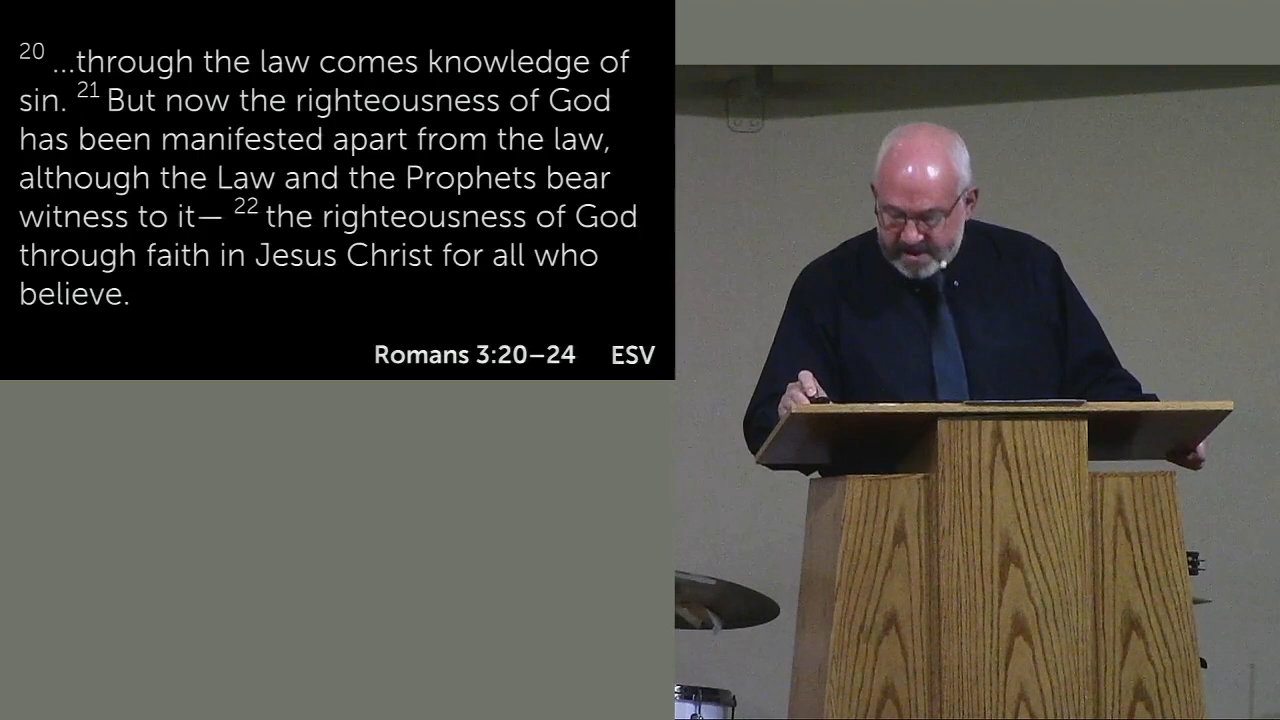 20 ...through the law comes knowledge of
sin. 21 But now the righteousness of God
has been manifested apart from the law,
although the Law and the Prophets bear
witness to it— 22 the righteousness of God
through faith in Jesus Christ for all who
believe.
Romans 3:20–24 ESV